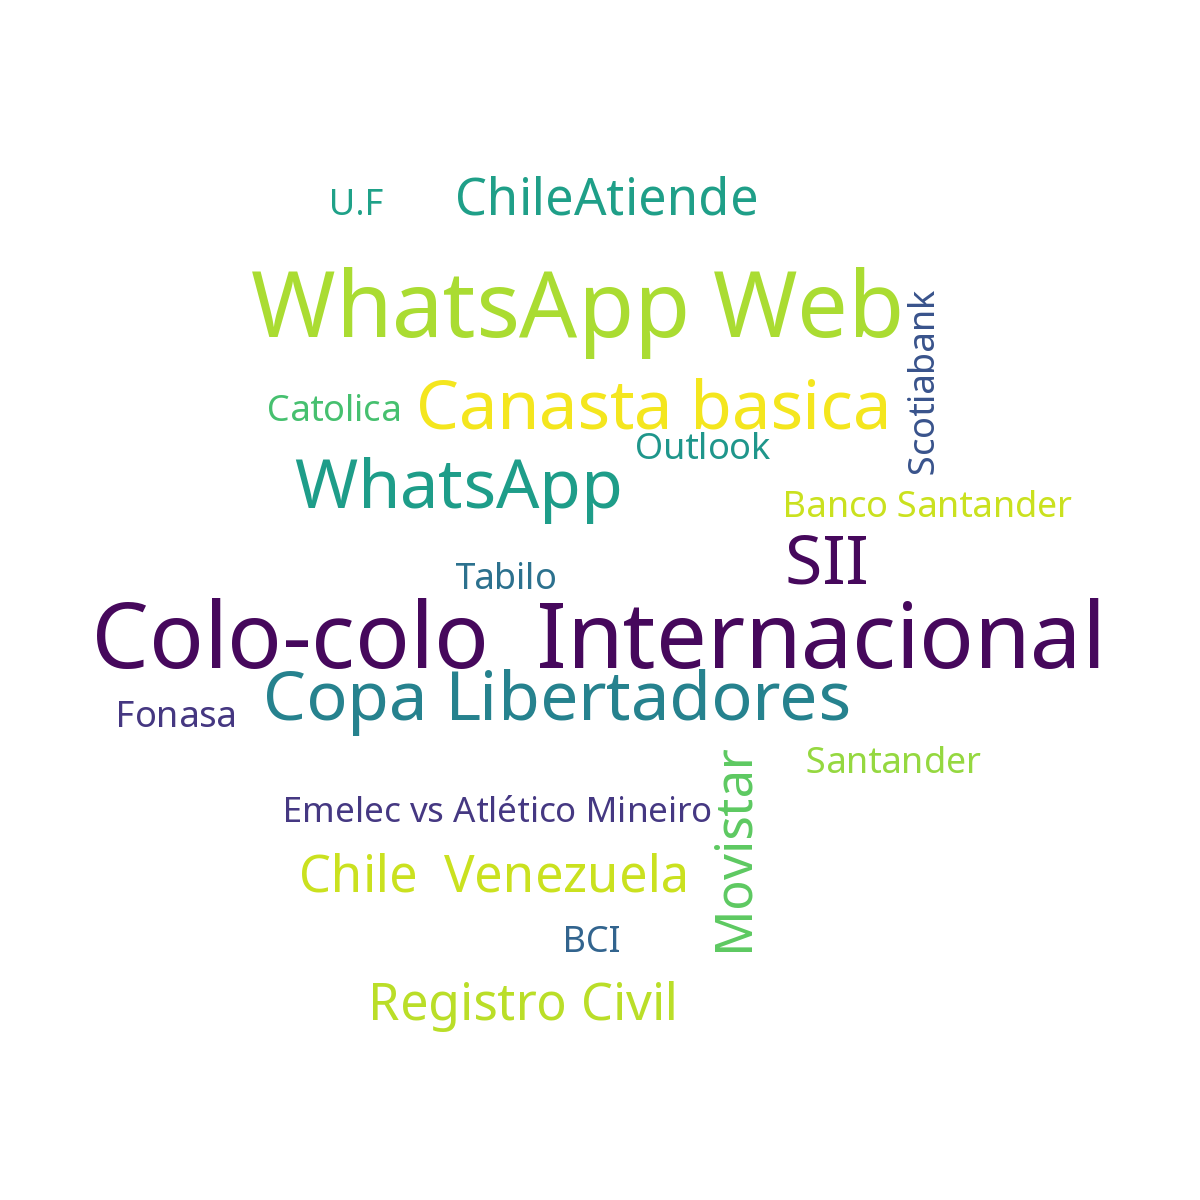 U.F
ChileAtiende
WhatsApp Web
Scotiabank
Catolica
Canasta basica
Outlook
WhatsApp
Banco Santander
SII
Tabilo
Colo-colo  Internacional
Copa Libertadores
Fonasa
Santander
Movistar
Emelec vs Atlético Mineiro
Chile  Venezuela
BCI
Registro Civil